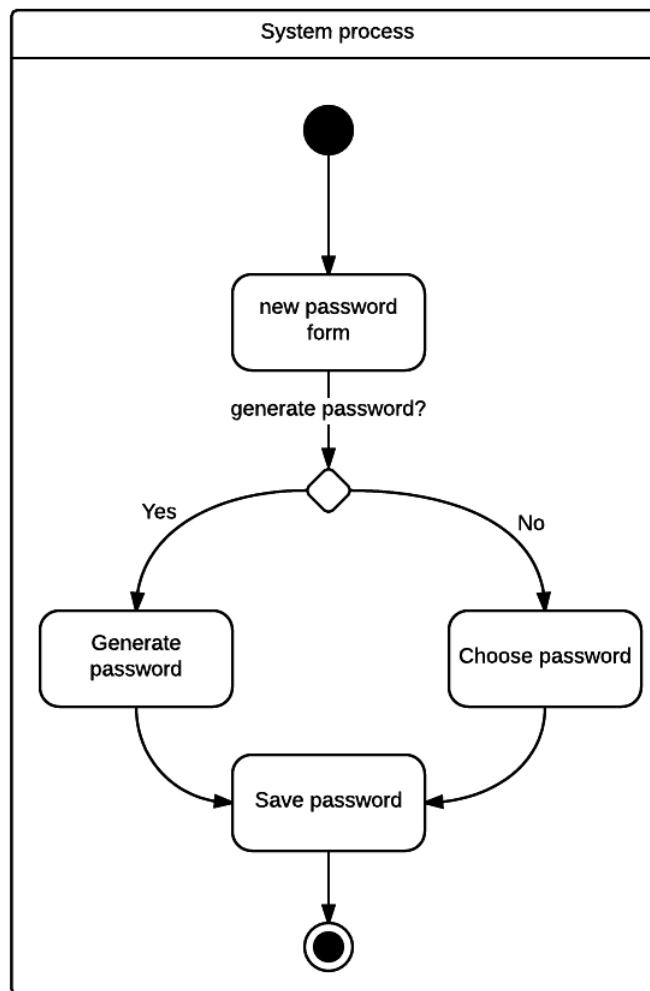 System process
new password
form
generate password?
Yes
No
Generate
password
Choose password
Save password